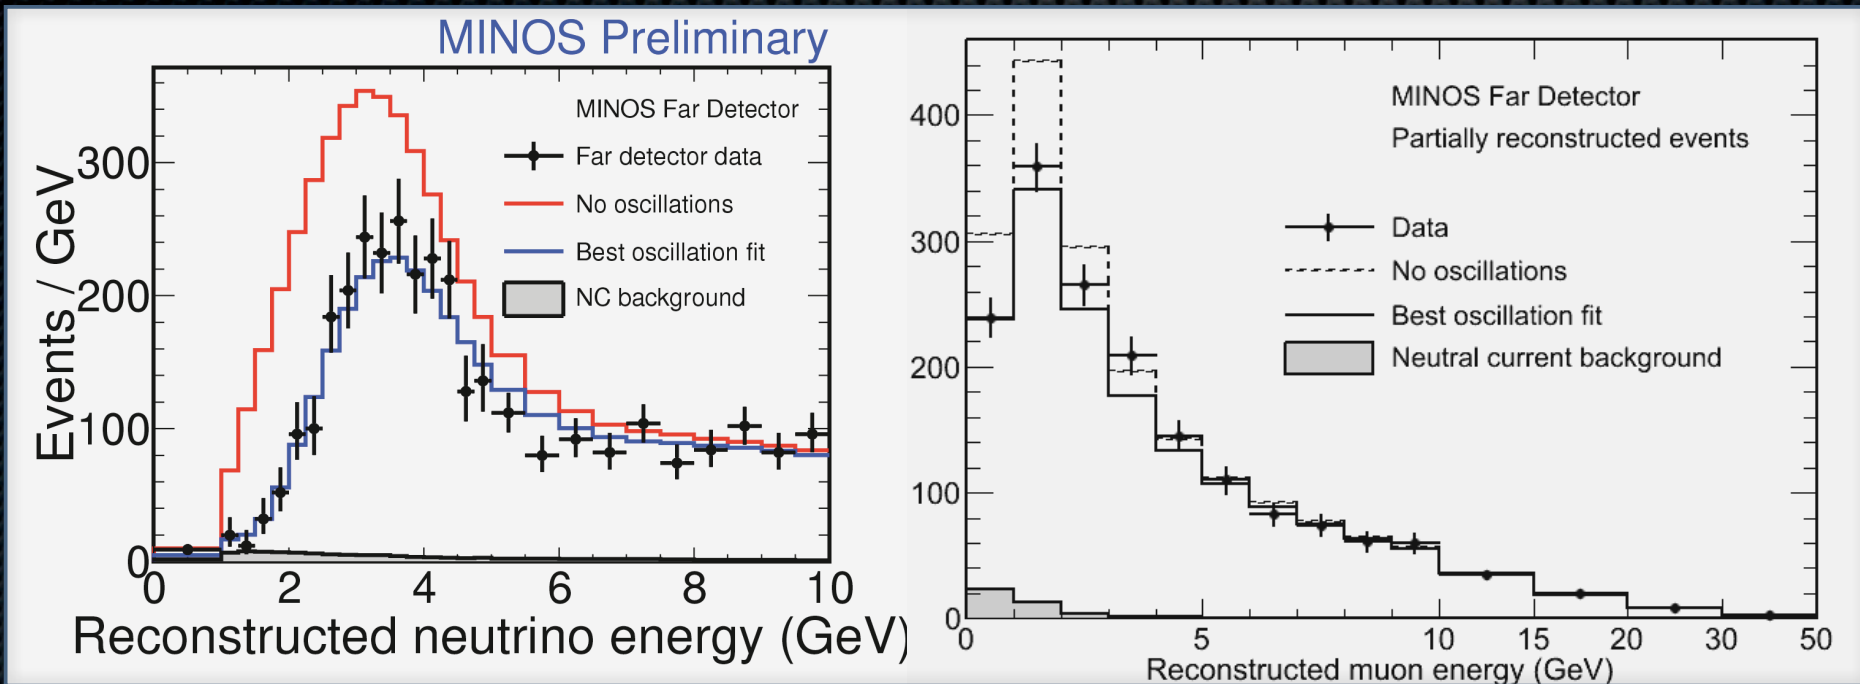 MINOS Preliminary
MINOS Far Detector
Far detector data
No oscillations
Best oscillation fit
NC background
Events / GeV
300
200
100
0
0 2 4 6 8 10
Reconstructed neutrino energy (GeV)
MINOS Far Detector
Partially reconstructed events
Data
No oscillations
Best oscillation fit
Neutral current background
400
300
200
100
0
0 5 10 15 20 30 50
Reconstructed muon energy (GeV)